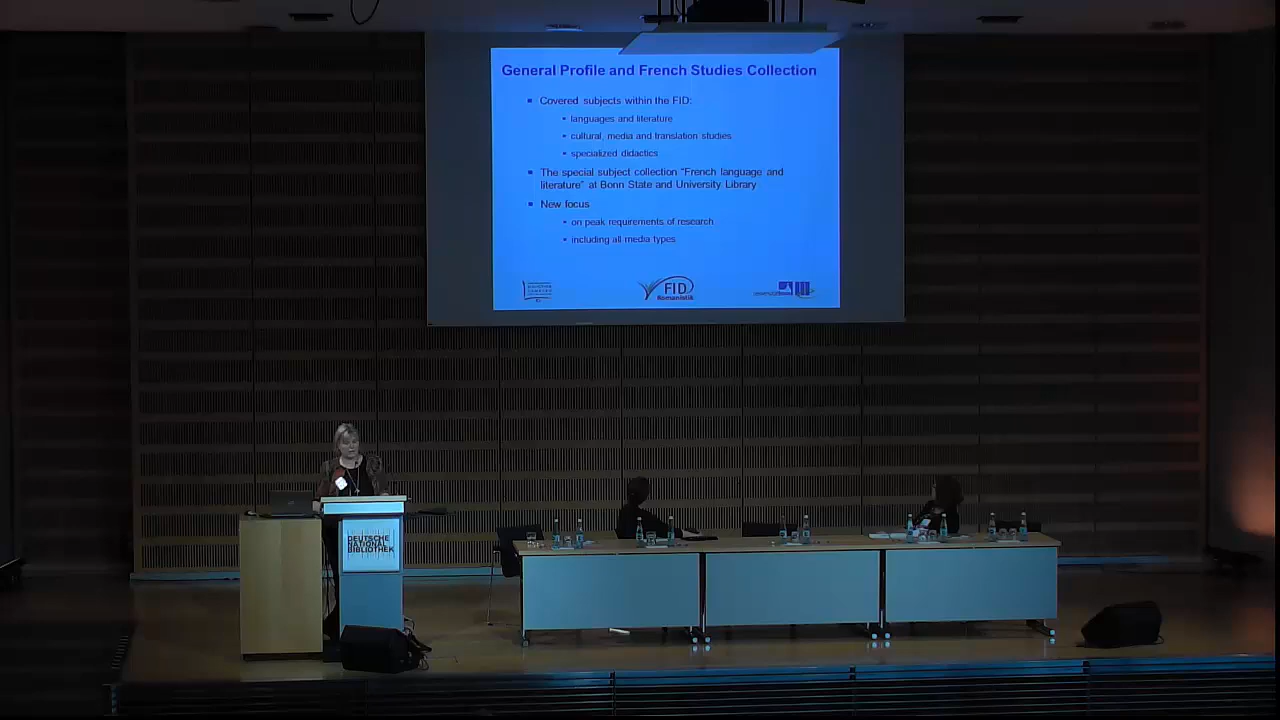 General Profile and French Studies Collection
Covered subjects within the FID:
languages and literature
cultural, media and translation studies
specialized didactics
The special subject collection "French language and
literature" at Bonn State and University Library
New focus
on peak requirements of research
including all media types
FID
Romanistik
DEUTSCHE
NATIONAL
BIBLIOTHEK